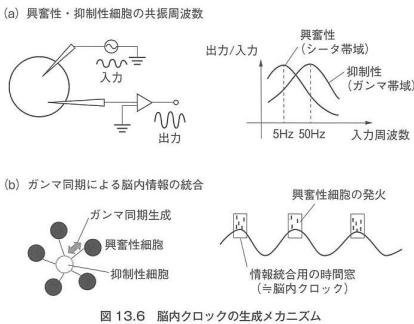 (a) 興奮性・抑制性細胞の共振周波数
入力
出力
出力/入力
興奮性
(シータ帯域)
抑制性
(ガンマ帯域)
5Hz 50Hz
入力周波数
(b) ガンマ同期による脳内情報の統合
ガンマ同期生成
興奮性細胞
抑制性細胞
興奮性細胞の発火
情報統合用の時間窓
(≒脳内クロック)
図 13.6 脳内クロックの生成メカニズム